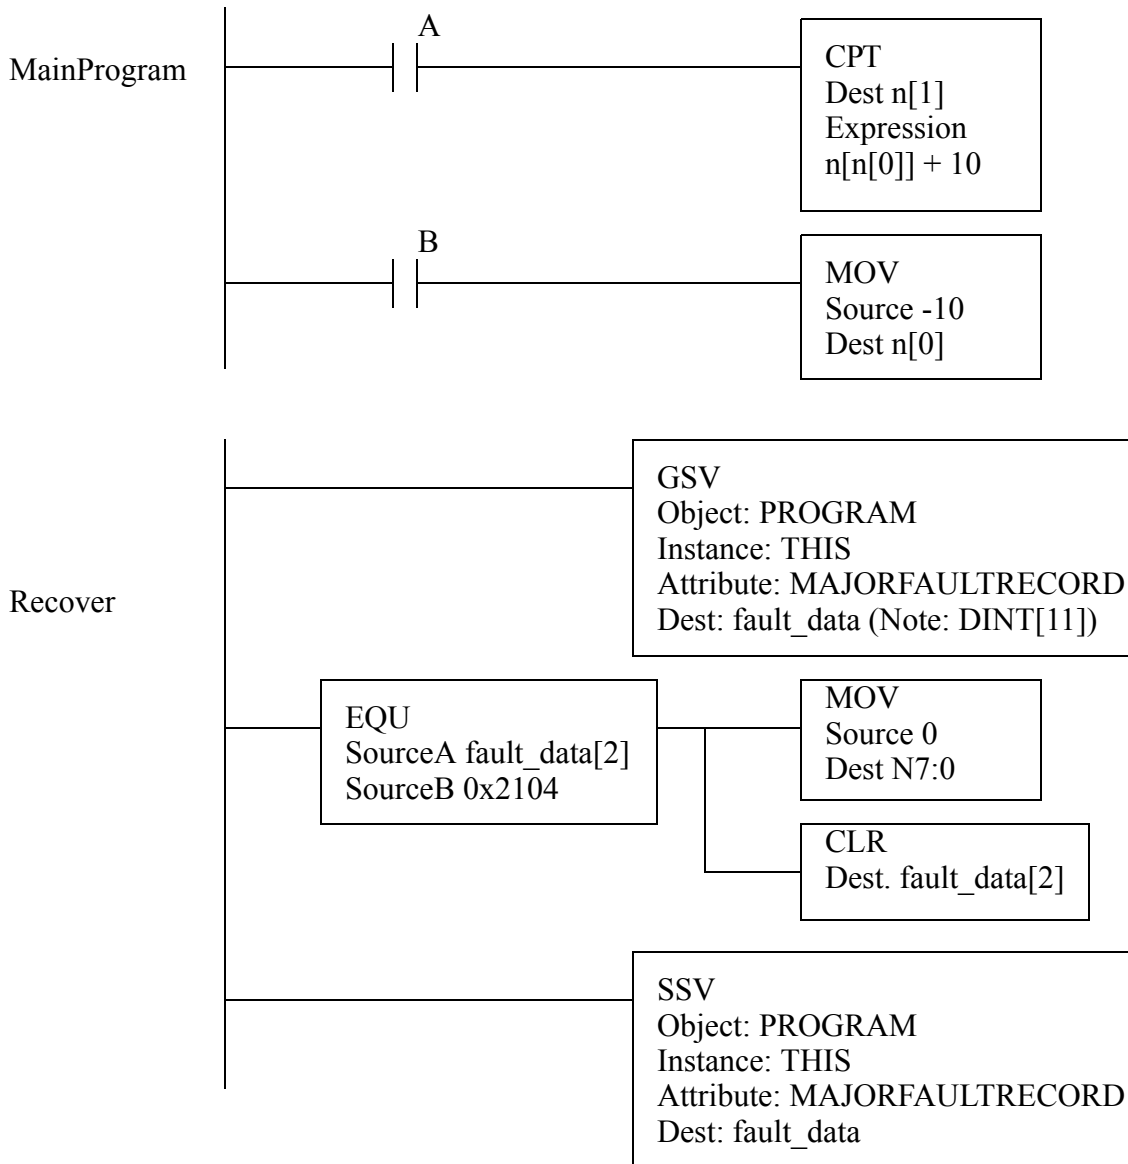 A
MainProgram
CPT
Dest n[1]
Expression
n[n[0]] + 10
B
MOV
Source -10
Dest n[0]
GSV
Object: PROGRAM
Instance: THIS
Attribute: MAJORFAULTRECORD
Dest: fault_data (Note: DINT[11])
Recover
EQU
SourceA fault_data[2]
SourceB 0x2104
MOV
Source 0
Dest N7:0
CLR
Dest. fault_data[2]
SSV
Object: PROGRAM
Instance: THIS
Attribute: MAJORFAULTRECORD
Dest: fault_data